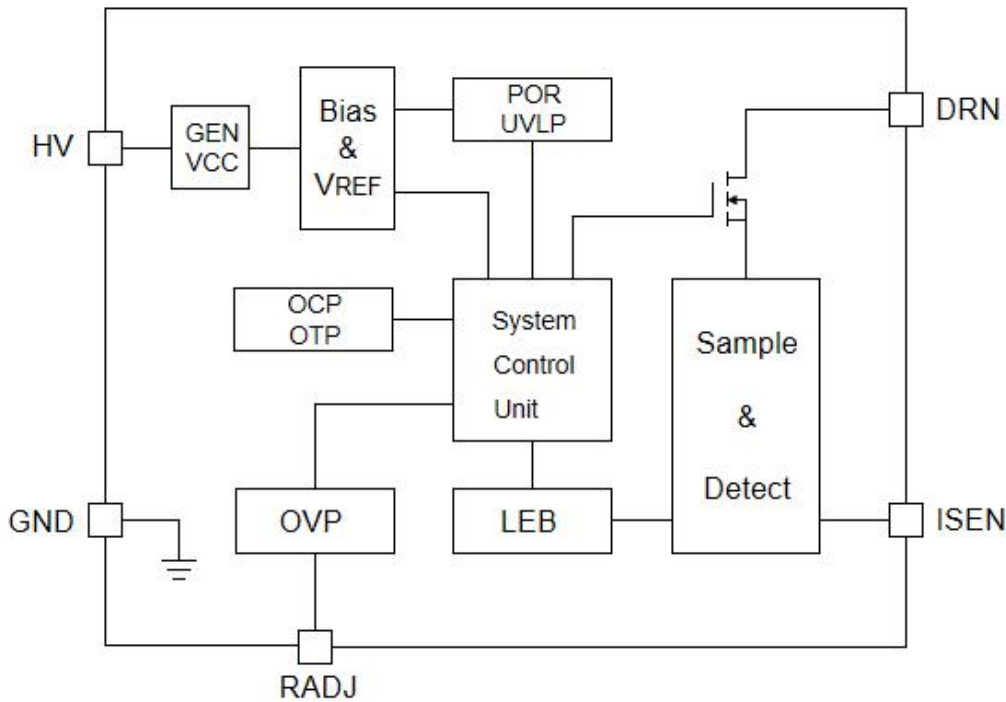 HV
GEN
VCC
Bias
&
VREF
POR
UVLP
DRN
OCP
OTP
System
Control
Unit
Sample
&
Detect
GND
OVP
LEB
ISEN
RADJ